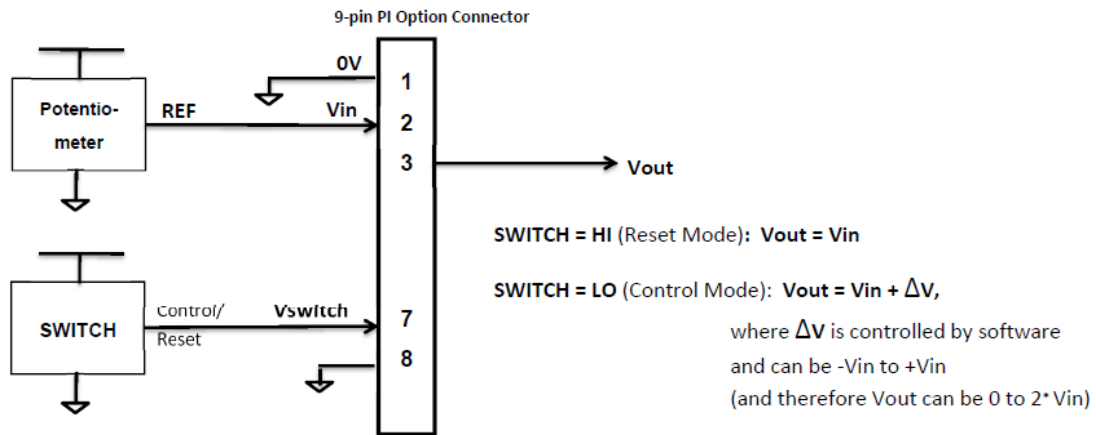 9-pin PI Option Connector
0V
1
Potentio-
meter
REF
Vin
2
3
Vout
SWITCH = HI (Reset Mode): Vout = Vin
SWITCH = LO (Control Mode): Vout = Vin + ΔV,
where ΔV is controlled by software
and can be -Vin to +Vin
(and therefore Vout can be 0 to 2* Vin)
SWITCH
Control/
Reset
Vswitch
7
8